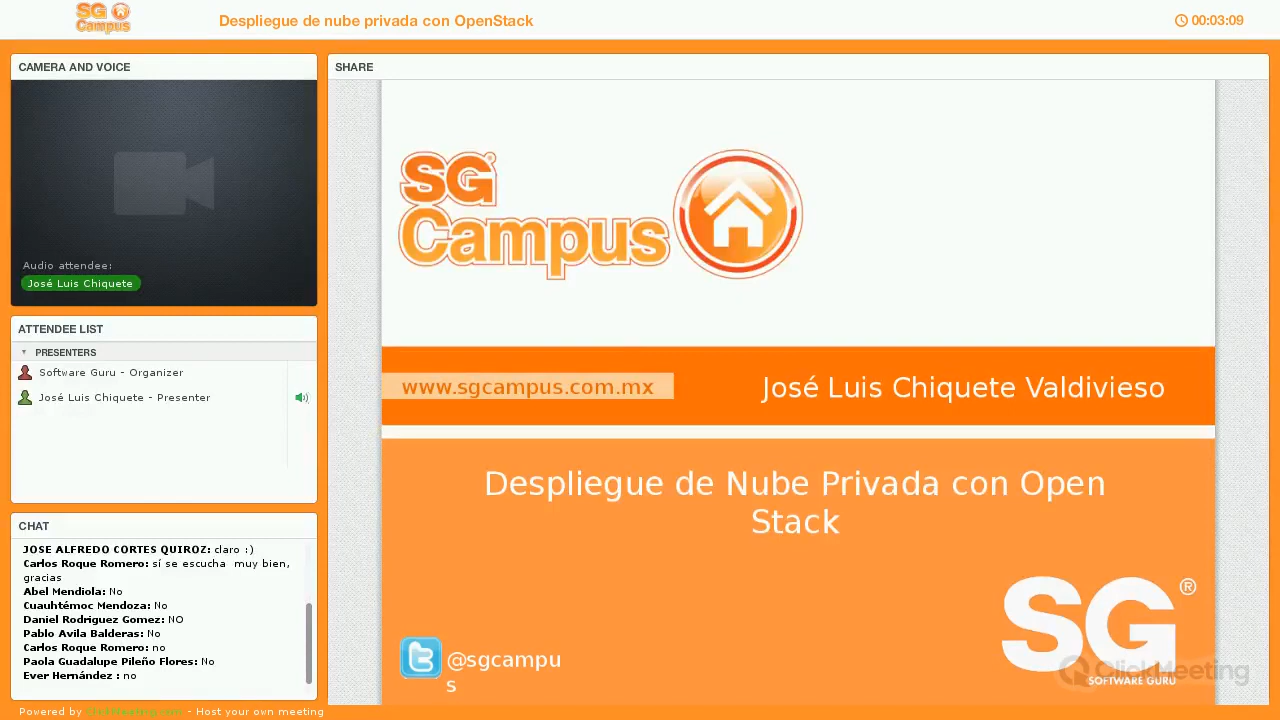 SG Campus
Despliegue de nube privada con OpenStack
00:03:09
CAMERA AND VOICE
Audio attendee:
José Luis Chiquete
ATTENDEE LIST
PRESENTERS
Software Guru - Organizer
José Luis Chiquete - Presenter
CHAT
JOSE ALFREDO CORTES QUIROZ: claro :)
Carlos Roque Romero: sí se escucha muy bien,
gracias
Abel Mendiola: No
Cuauhtémoc Mendoza: No
Daniel Rodriguez Gomez: NO
Pablo Avila Balderas: No
Carlos Roque Romero: no
Paola Guadalupe Pileño Flores: No
Ever Hernández : no
Powered by ClickMeeting.com - Host your own meeting
SHARE
SG
Campus
www.sgcampus.com.mx
José Luis Chiquete Valdivieso
Despliegue de Nube Privada con Open
Stack
@sgcampu
s
SG®
SOFTWARE GURU
ClickMeeting